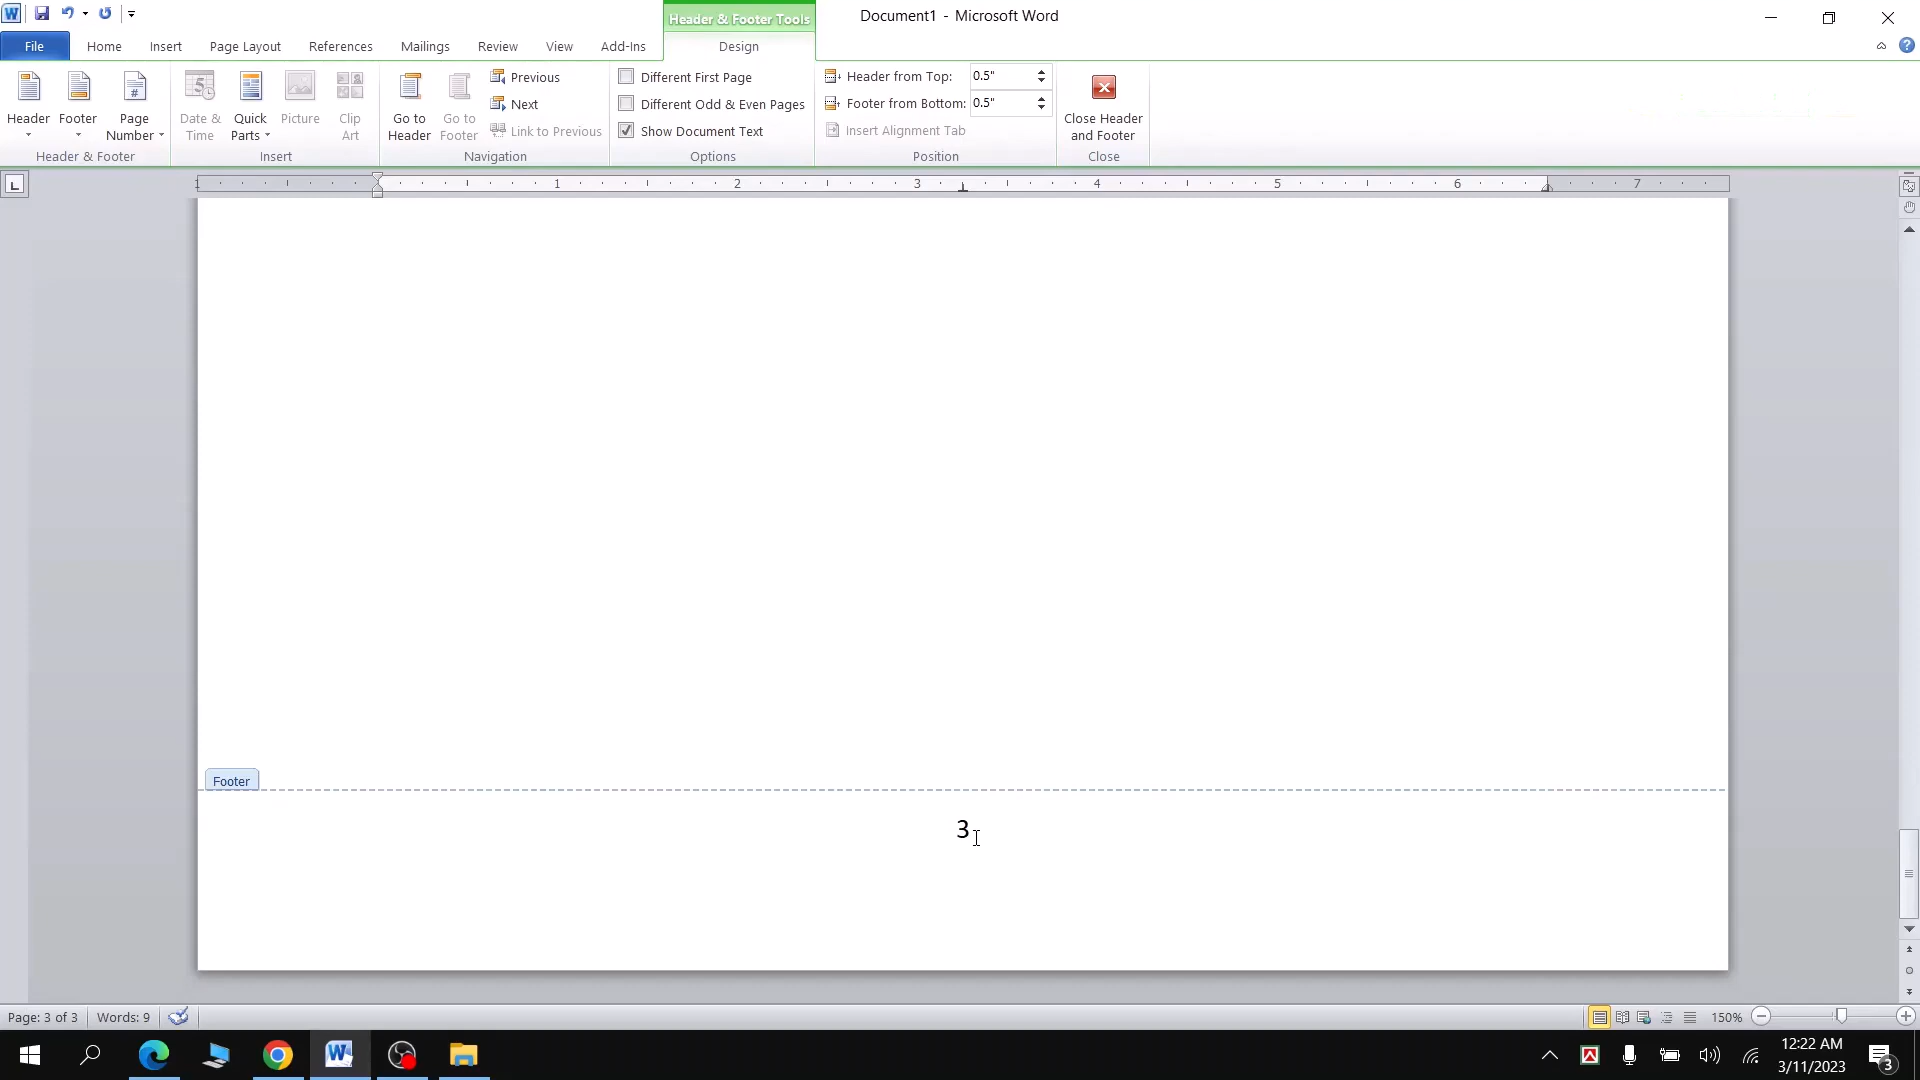 Header & Footer Tools
Document1 - Microsoft Word
File Home Insert Page Layout References Mailings Review View Add-Ins Design
Header
Footer
Page Number
Header & Footer
Date & Time
Quick Parts
Picture
Clip Art
Insert
Go to Header
Go to Footer
Previous
Next
Link to Previous
Navigation
Different First Page
Different Odd & Even Pages
Show Document Text
Options
Header from Top: 0.5"
Footer from Bottom: 0.5"
Insert Alignment Tab
Position
Close Header and Footer
Close
L
1 1 2 3 4 5 6 7
Footer
3
Page: 3 of 3 Words: 9 150%
12:22 AM
3/11/2023
3